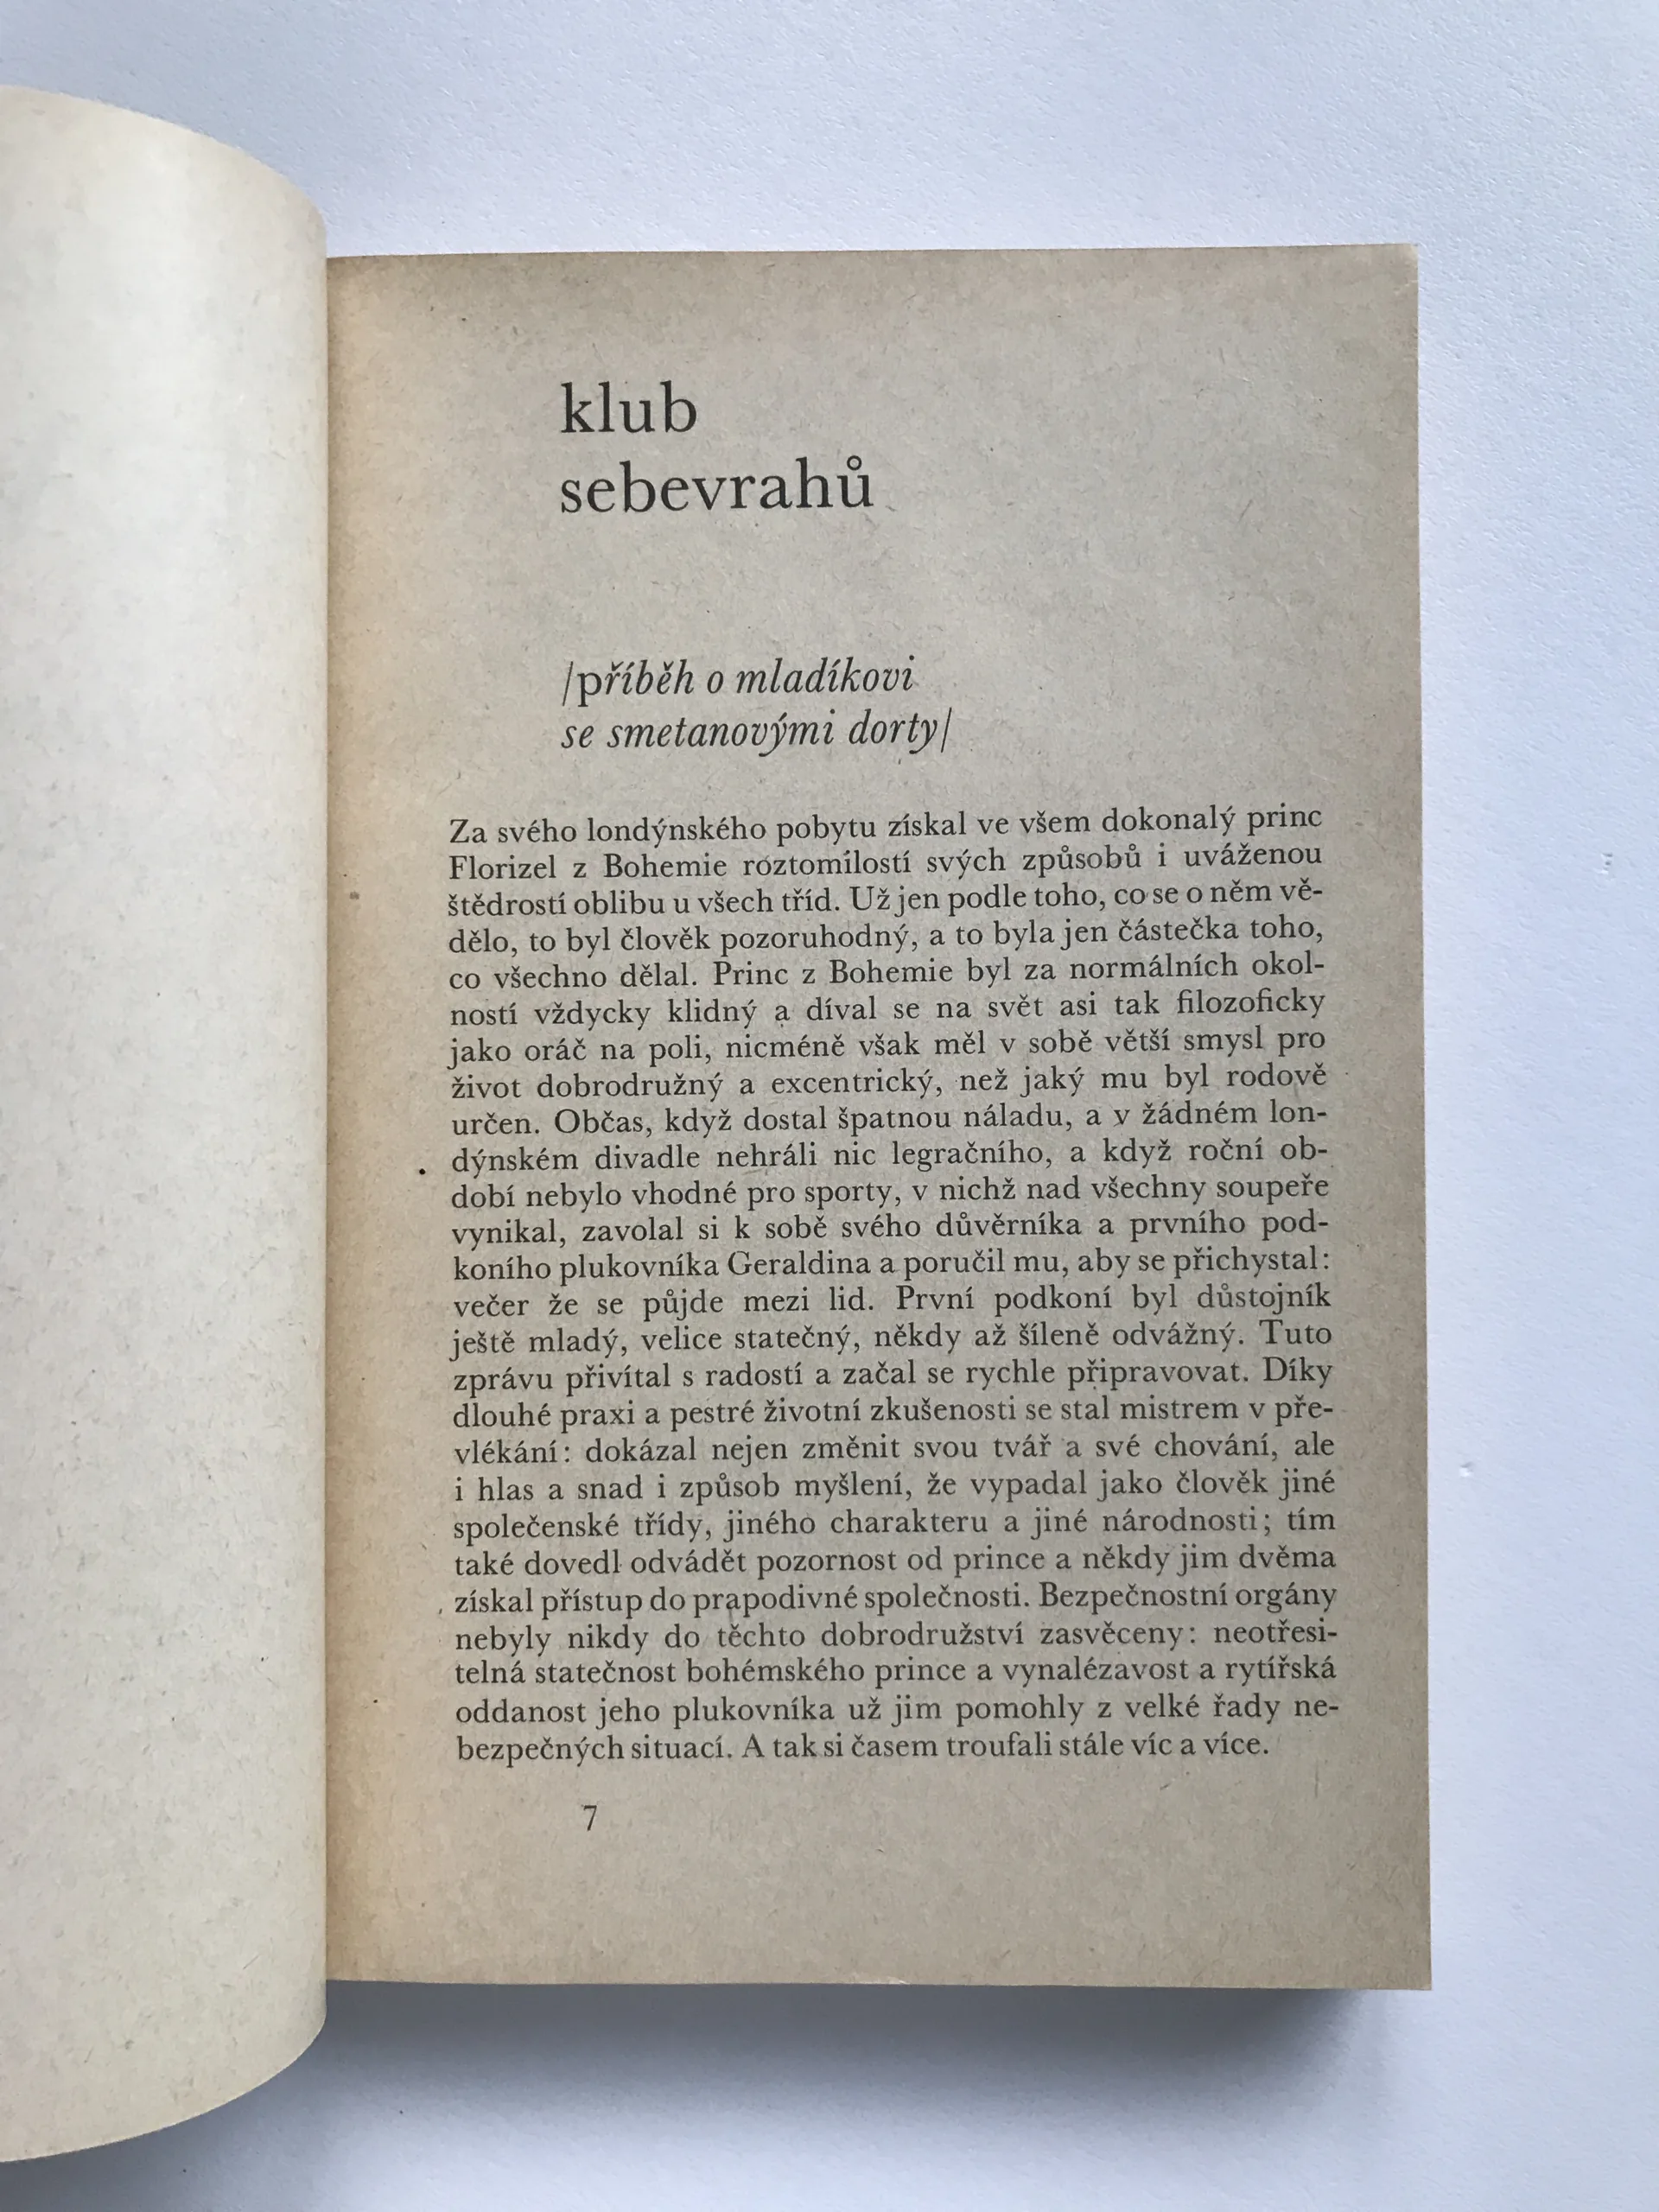 klub
sebevrahů
/příběh o mladíkovi
se smetanovými dorty/
Za svého londýnského pobytu získal ve všem dokonalý princ
Florizel z Bohemie roztomilostí svých způsobů i uváženou
štědrostí oblibu u všech tříd. Už jen podle toho, co se o něm vě-
dělo, to byl člověk pozoruhodný, a to byla jen částečka toho,
co všechno dělal. Princ z Bohemie byl za normálních okol-
ností vždycky klidný a díval se na svět asi tak filozoficky
jako oráč na poli, nicméně však měl v sobě větší smysl pro
život dobrodružný a excentrický, než jaký mu byl rodově
určen. Občas, když dostal špatnou náladu, a v žádném lon-
dýnském divadle nehráli nic legračního, a když roční ob-
dobí nebylo vhodné pro sporty, v nichž nad všechny soupeře
vynikal, zavolal si k sobě svého důvěrníka a prvního pod-
koního plukovníka Geraldina a poručil mu, aby se přichystal:
večer že se půjde mezi lid. První podkoní byl důstojník
ještě mladý, velice statečný, někdy až šíleně odvážný. Tuto
zprávu přivítal s radostí a začal se rychle připravovat. Díky
dlouhé praxi a pestré životní zkušenosti se stal mistrem v pře-
vlékání: dokázal nejen změnit svou tvář a své chování, ale
i hlas a snad i způsob myšlení, že vypadal jako člověk jiné
společenské třídy, jiného charakteru a jiné národnosti; tím
také dovedl odvádět pozornost od prince a někdy jim dvěma
získal přístup do prapodivné společnosti. Bezpečnostní orgány
nebyly nikdy do těchto dobrodružství zasvěceny: neotřesi-
telná statečnost bohémského prince a vynalézavost a rytířská
oddanost jeho plukovníka už jim pomohly z velké řady ne-
bezpečných situací. A tak si časem troufali stále víc a více.
7